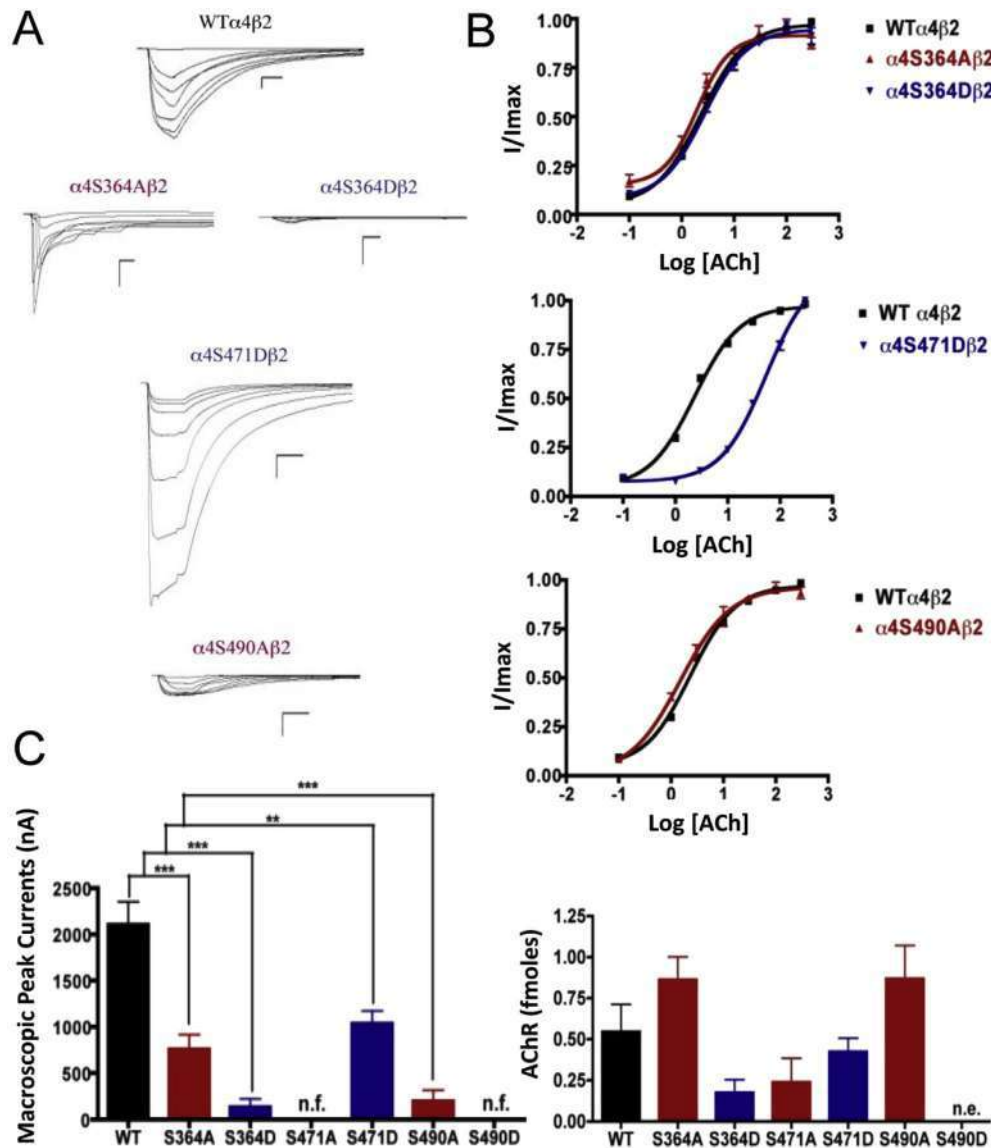 A
WTα4β2
α4S364Aβ2
α4S364Dβ2
α4S471Dβ2
α4S490Aβ2
B
I/Imax
1.00
0.75
0.50
0.25
0.00
-2 -1 0 1 2 3
Log [ACh]
WTα4β2
α4S364Aβ2
α4S364Dβ2
I/Imax
1.00
0.75
0.50
0.25
0.00
-2 -1 0 1 2 3
Log [ACh]
WT α4β2
α4S471Dβ2
I/Imax
1.00
0.75
0.50
0.25
0.00
-2 -1 0 1 2 3
Log [ACh]
WTα4β2
α4S490Aβ2
C
Macroscopic Peak Currents (nA)
***
**
***
***
2500
2000
1500
1000
500
0
n.f.
n.f.
WT S364A S364D S471A S471D S490A S490D
AChR (fmoles)
1.25
1.00
0.75
0.50
0.25
0.00
n.e.
WT S364A S364D S471A S471D S490A S490D